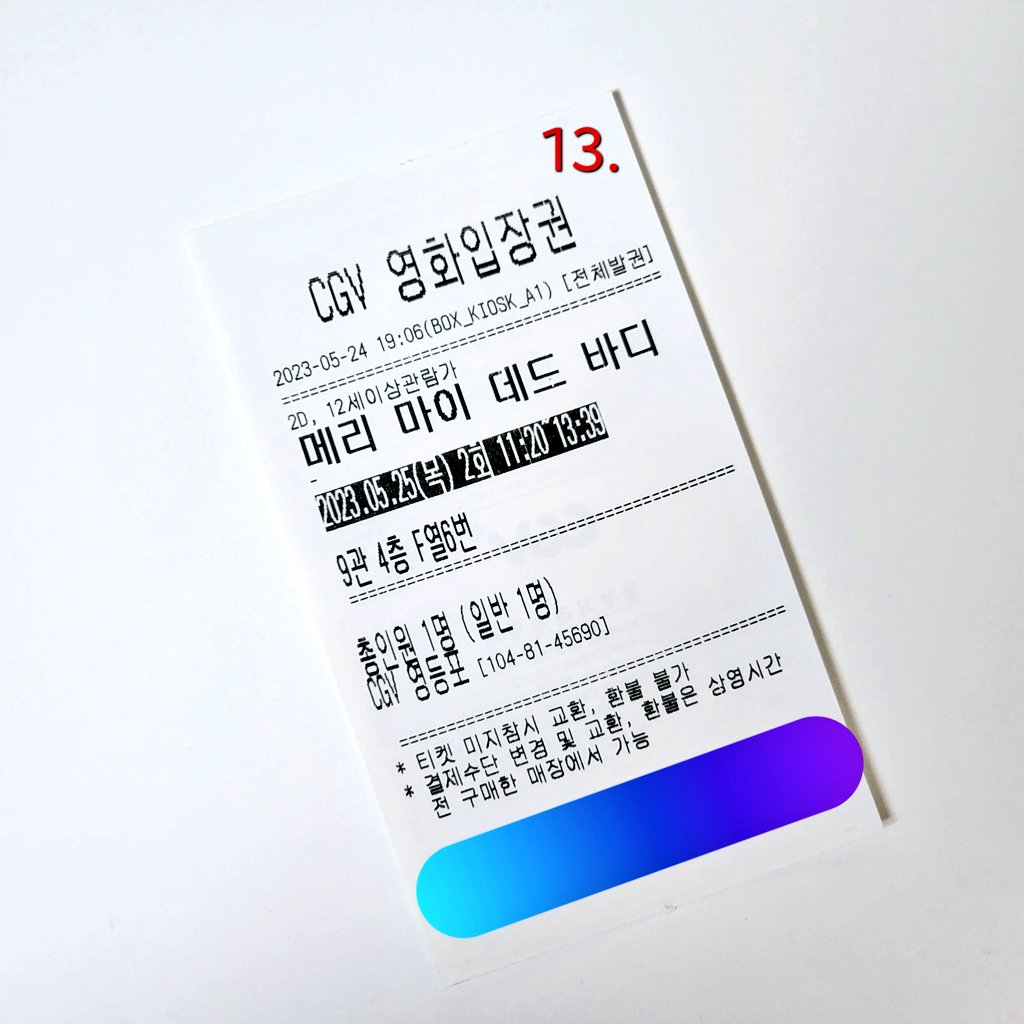 13.
CGV 영화입장권
2023-05-24 19:06(BOX_KIOSK_A1) [전체발권]
================================
2D, 12세이상관람가
메리 마이 데드 바디
-
2023.05.25(목) 2회 11:20~13:39
================================
9관 4층 F열6번
================================
총인원 1명 (일반 1명)
CGV 영등포 [104-81-45690]
================================
* 티켓 미지참시 교환, 환불 불가
* 결제수단 변경 및 교환, 환불은 상영시간
전 구매한 매장에서 가능